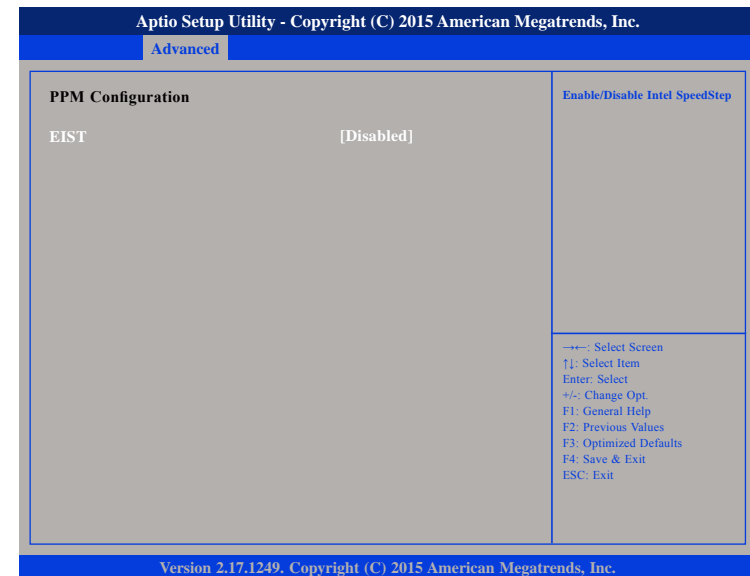 Aptio Setup Utility - Copyright (C) 2015 American Megatrends, Inc.
Advanced
PPM Configuration
EIST [Disabled]
Enable/Disable Intel SpeedStep
→←: Select Screen
↑↓: Select Item
Enter: Select
+/-: Change Opt.
F1: General Help
F2: Previous Values
F3: Optimized Defaults
F4: Save & Exit
ESC: Exit
Version 2.17.1249. Copyright (C) 2015 American Megatrends, Inc.